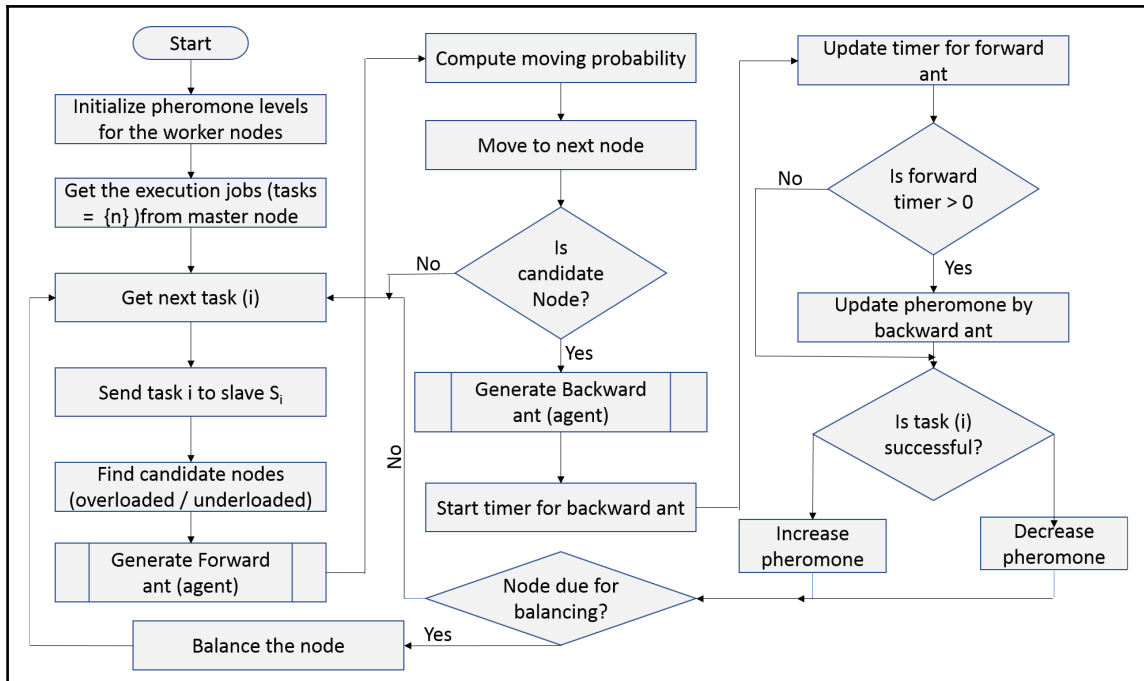 Start
Initialize pheromone levels
for the worker nodes
Get the execution jobs (tasks
= {n} )from master node
Get next task (i)
Send task i to slave Si
Find candidate nodes
(overloaded / underloaded)
Generate Forward
ant (agent)
Compute moving probability
Move to next node
Is
candidate
Node?
No
Yes
Generate Backward
ant (agent)
Start timer for backward ant
Update timer for forward
ant
Is forward
timer > 0
No
Yes
Update pheromone by
backward ant
Is task (i)
successful?
Increase
pheromone
Decrease
pheromone
Node due for
balancing?
No
Yes
Balance the node